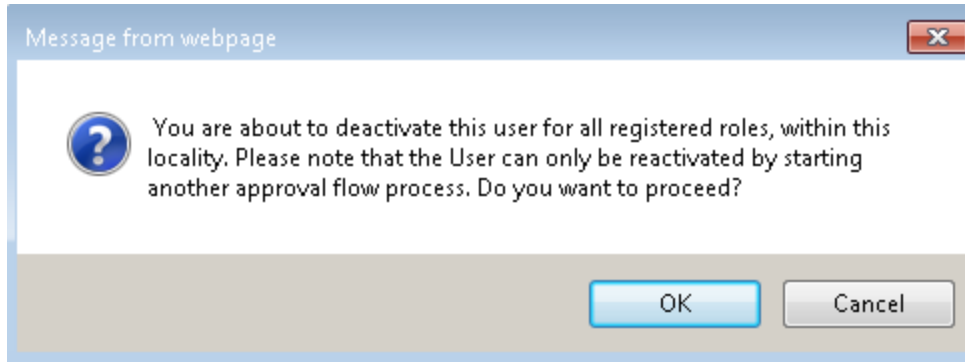 Message from webpage
You are about to deactivate this user for all registered roles, within this
locality. Please note that the User can only be reactivated by starting
another approval flow process. Do you want to proceed?
OK
Cancel